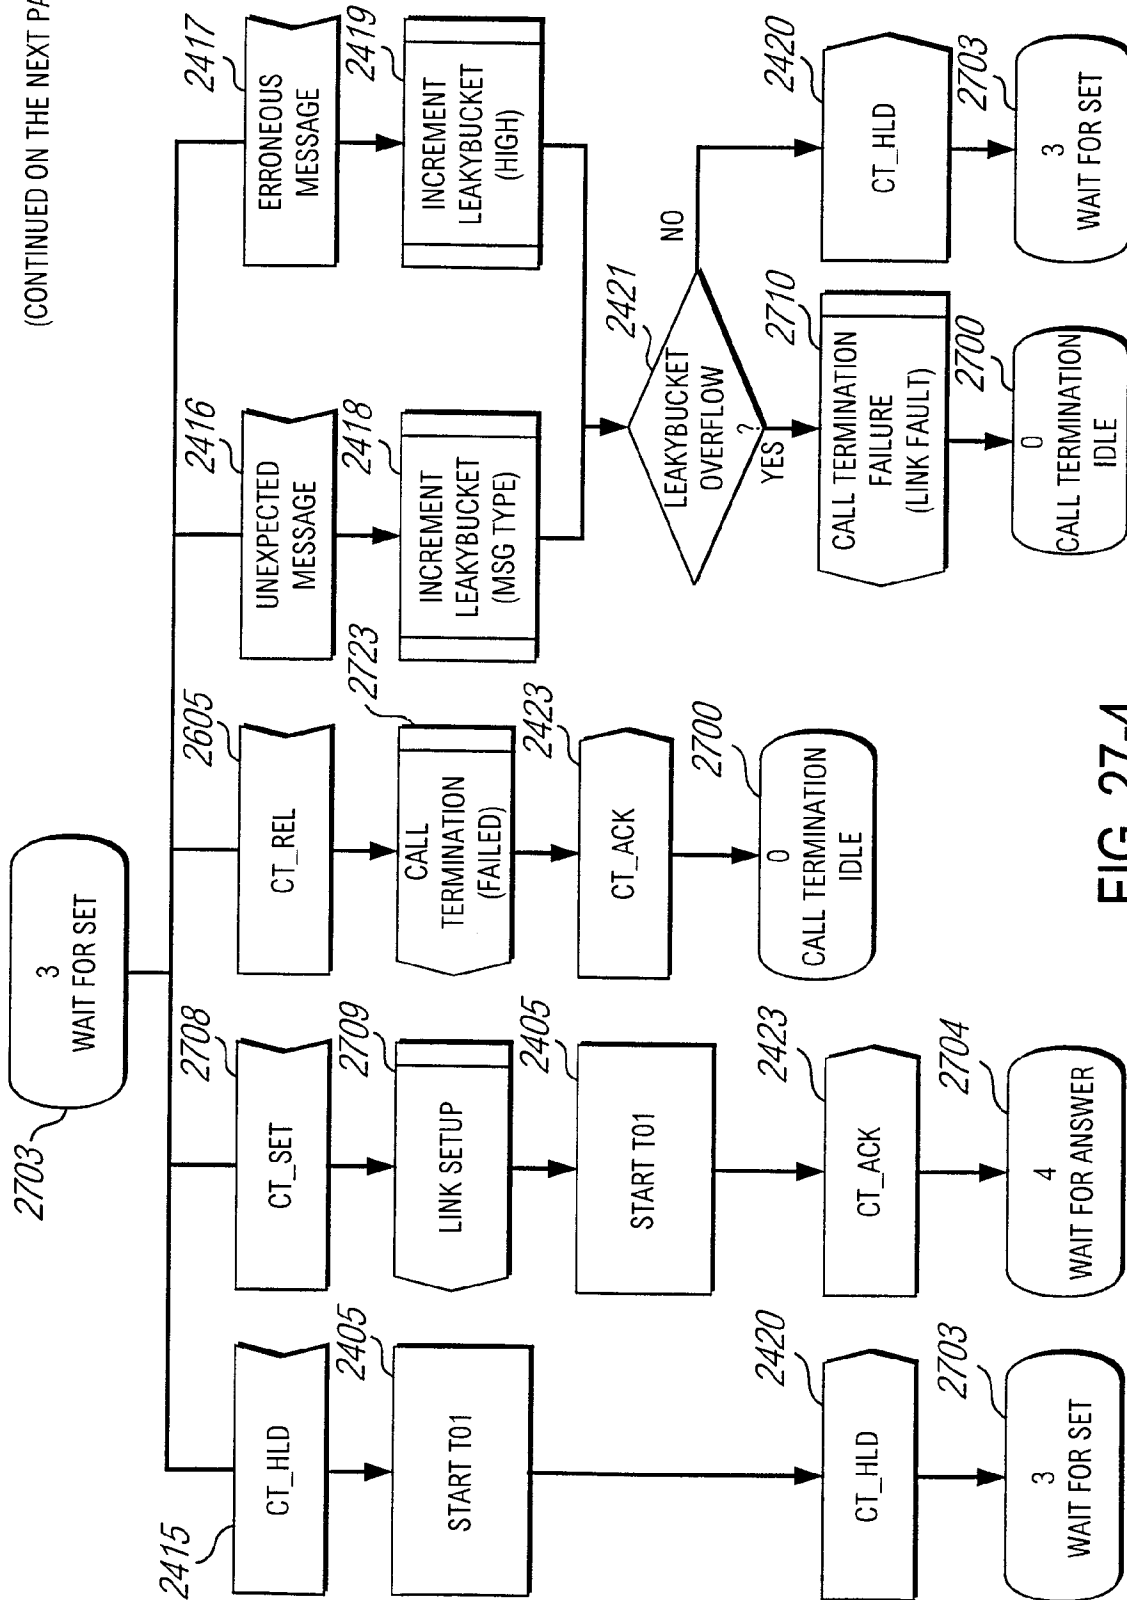 (CONTINUED ON THE NEXT PA
2703
3
WAIT FOR SET
2415
CT_HLD
2405
START T01
2420
CT_HLD
2703
3
WAIT FOR SET
2708
CT_SET
2709
LINK SETUP
2405
START T01
2423
CT_ACK
2704
4
WAIT FOR ANSWER
2605
CT_REL
2723
CALL
TERMINATION
(FAILED)
2423
CT_ACK
2700
0
CALL TERMINATION
IDLE
2416
UNEXPECTED
MESSAGE
2418
INCREMENT
LEAKYBUCKET
(MSG TYPE)
2417
ERRONEOUS
MESSAGE
2419
INCREMENT
LEAKYBUCKET
(HIGH)
2421
LEAKYBUCKET
OVERFLOW
?
YES
NO
2710
CALL TERMINATION
FAILURE
(LINK FAULT)
2700
0
CALL TERMINATION
IDLE
2420
CT_HLD
2703
3
WAIT FOR SET
FIG. 27-4